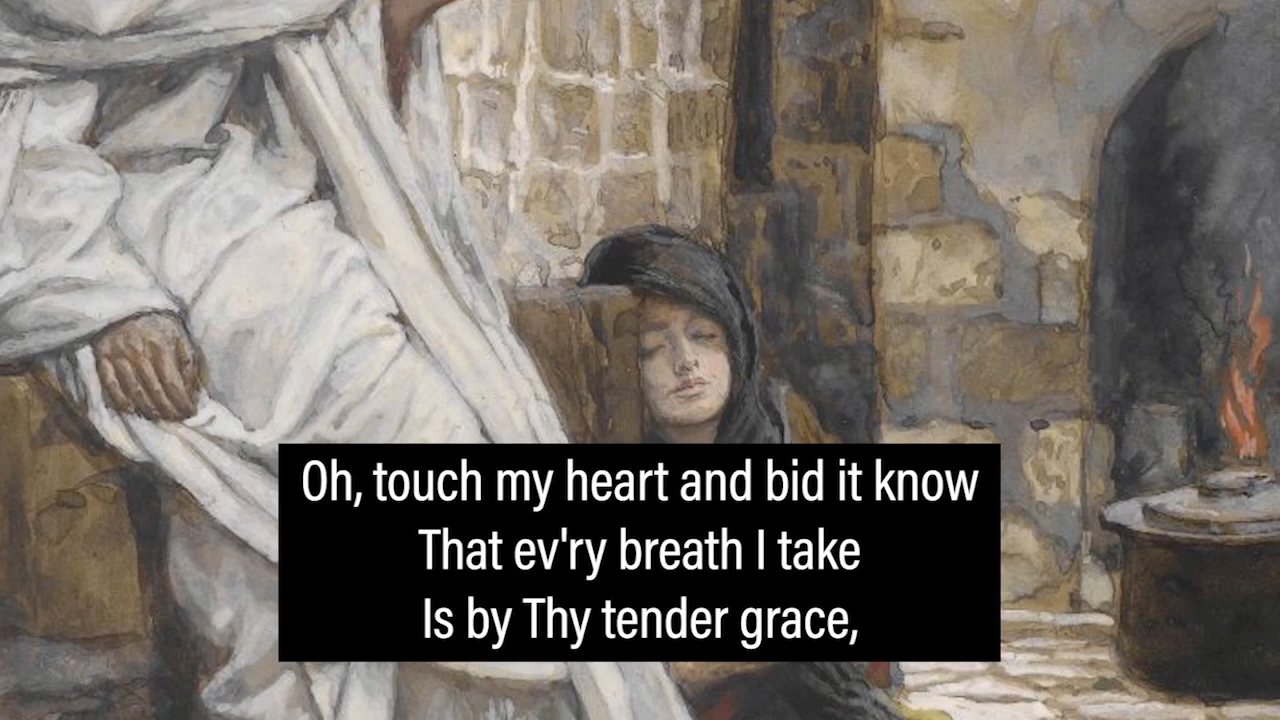 Oh, touch my heart and bid it know
That ev'ry breath I take
Is by Thy tender grace,